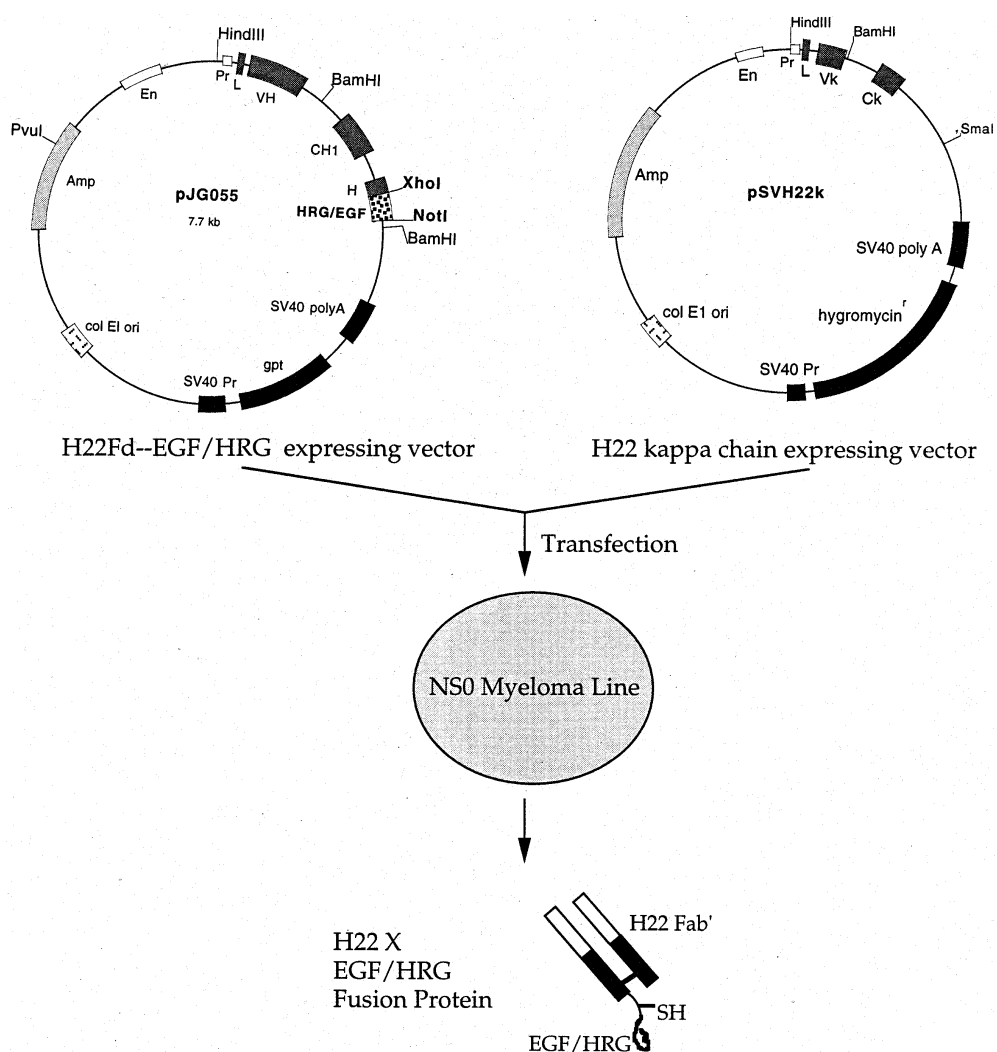 HindIII
Pr
L
VH
BamHI
CH1
H
XhoI
HRG/EGF
NotI
BamHI
SV40 polyA
gpt
SV40 Pr
col EI ori
Amp
PvuI
En
pJG055
7.7 kb
HindIII
Pr
L
Vk
BamHI
Ck
SmaI
SV40 poly A
hygromycin r
SV40 Pr
col E1 ori
Amp
En
pSVH22k
H22Fd--EGF/HRG expressing vector
H22 kappa chain expressing vector
Transfection
NS0 Myeloma Line
H22 X
EGF/HRG
Fusion Protein
H22 Fab'
SH
EGF/HRG